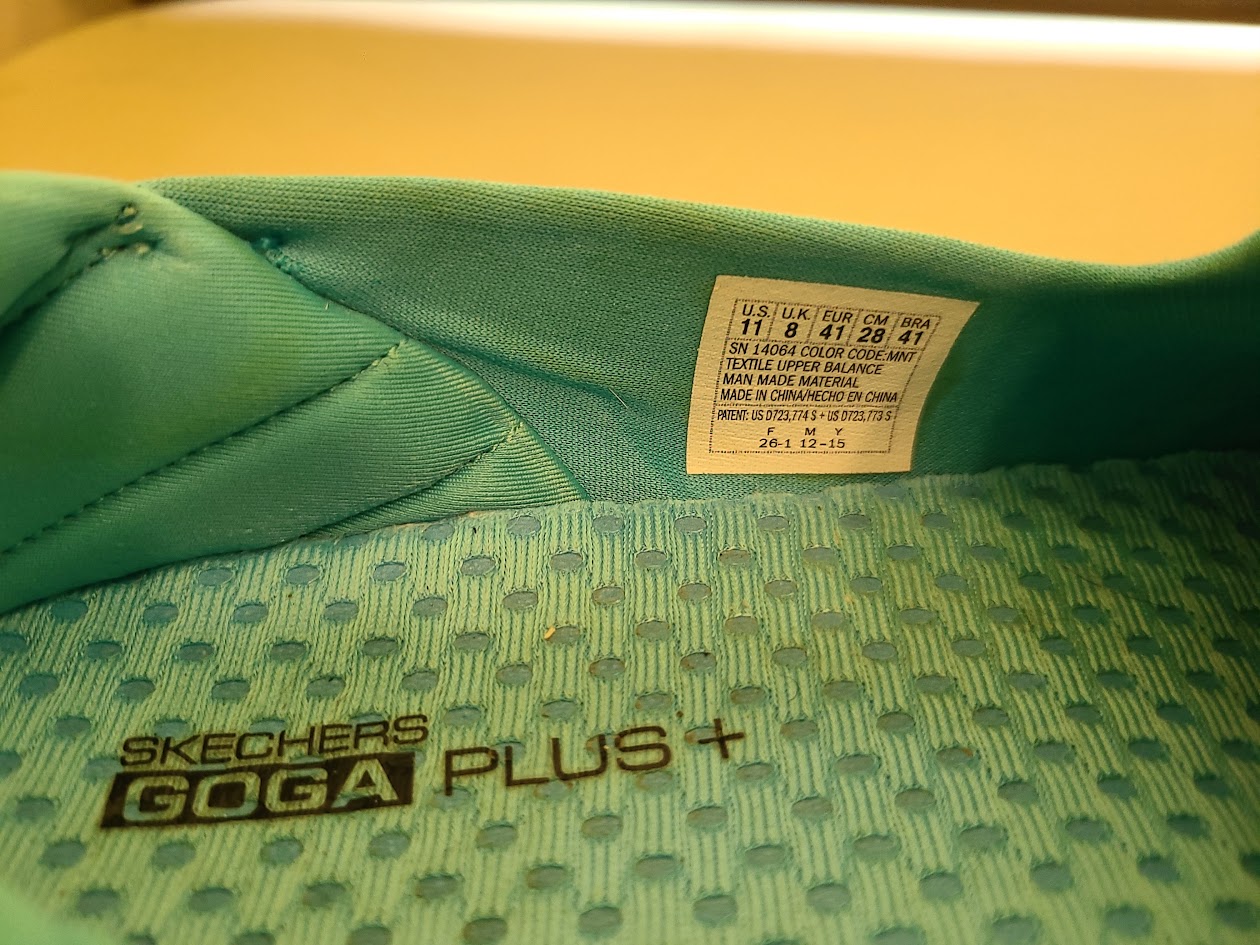 U.S. U.K. EUR CM BRA
11 8 41 28 41
SN 14064 COLOR CODE:MNT
TEXTILE UPPER BALANCE
MAN MADE MATERIAL
MADE IN CHINA/HECHO EN CHINA
PATENT: US D723,774 S + US D723,773 S
F M Y
26-1 12-15
SKECHERS
GOGA PLUS+